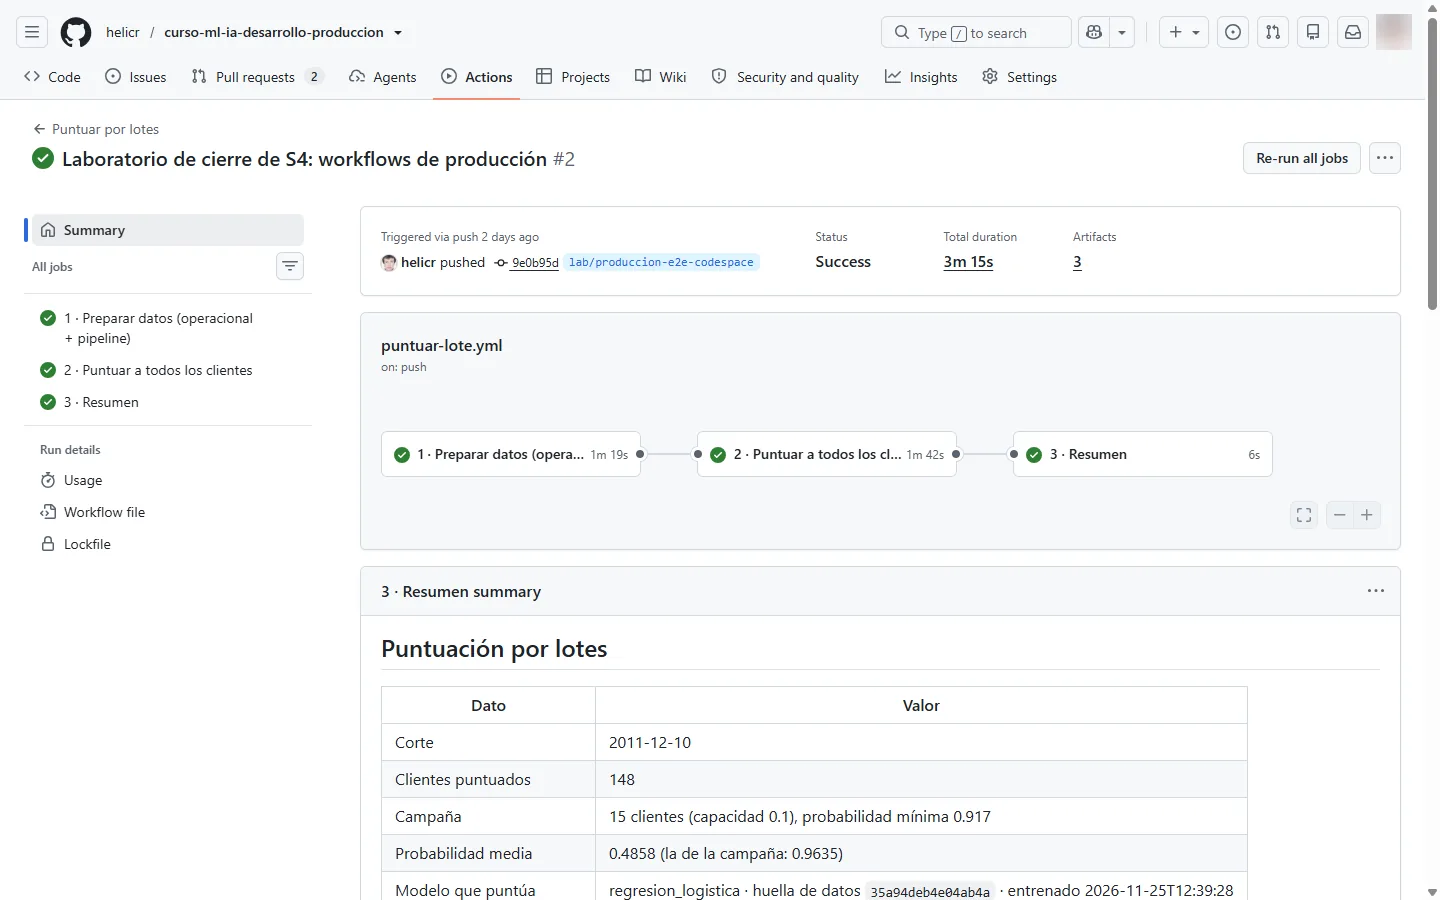 helicr / curso-ml-ia-desarrollo-produccion
Type / to search
Code
Issues
Pull requests 2
Agents
Actions
Projects
Wiki
Security and quality
Insights
Settings
Puntuar por lotes
Laboratorio de cierre de S4: workflows de producción #2
Re-run all jobs
Summary
All jobs
1 · Preparar datos (operacional
+ pipeline)
2 · Puntuar a todos los clientes
3 · Resumen
Run details
Usage
Workflow file
Lockfile
Triggered via push 2 days ago
helicr pushed 9e0b95d lab/produccion-e2e-codespace
Status
Success
Total duration
3m 15s
Artifacts
3
puntuar-lote.yml
on: push
1 · Preparar datos (opera... 1m 19s
2 · Puntuar a todos los cl... 1m 42s
3 · Resumen 6s
3 · Resumen summary
Puntuación por lotes
Dato Valor
Corte 2011-12-10
Clientes puntuados 148
Campaña 15 clientes (capacidad 0.1), probabilidad mínima 0.917
Probabilidad media 0.4858 (la de la campaña: 0.9635)
Modelo que puntúa regresion_logistica · huella de datos 35a94deb4e04ab4a · entrenado 2026-11-25T12:39:28